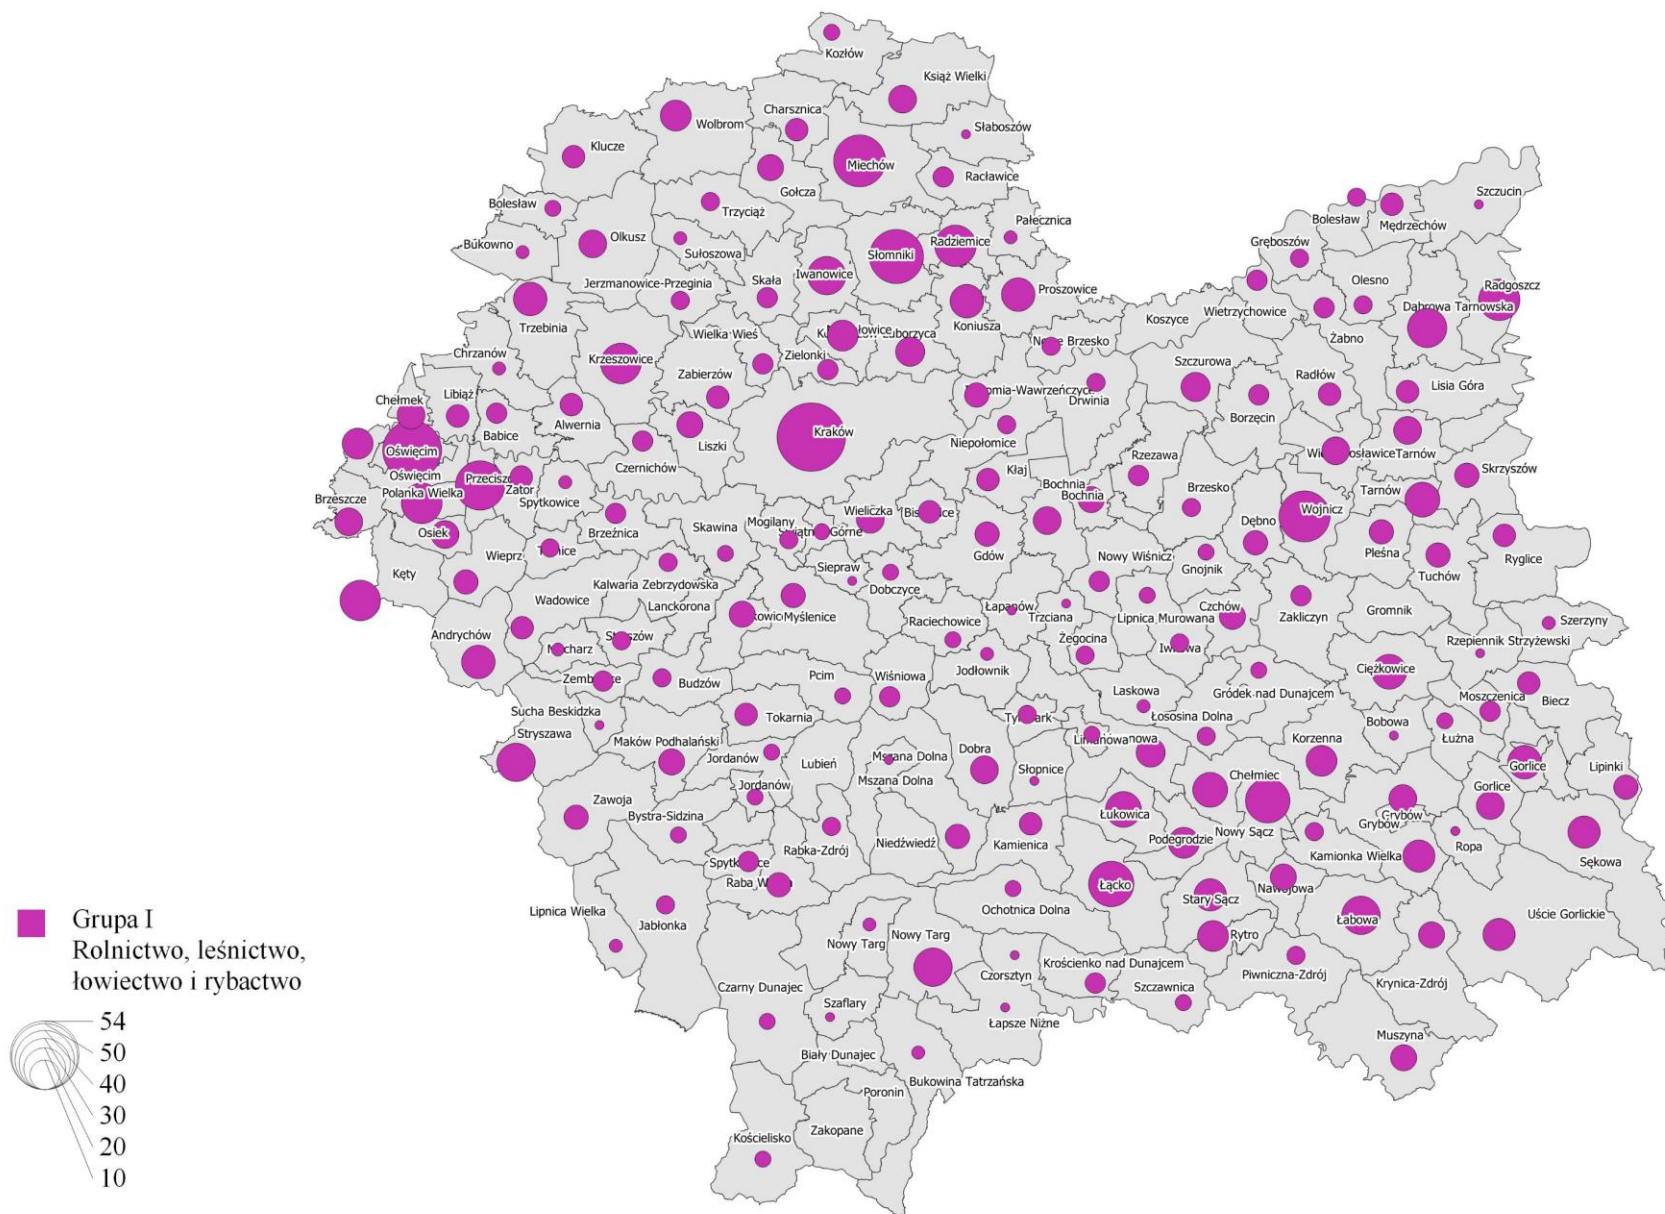 Kozłów
Książ Wielki
Charsznica
Wolbrom
Słaboszów
Klucze
Miechów
Racławice
Gołcza
Szczucin
Bolesław
Trzyciąż
Pałecznica
Bolesław
Mędrzechów
Bukowno
Olkusz
Sułoszowa
Słomniki
Radziemice
Gręboszów
Jerzmanowice-Przeginia
Skała
Iwanowice
Proszowice
Wietrzychowice
Olesno
Radgoszcz
Dąbrowa Tarnowska
Trzebinia
Koniusza
Koszyce
Żabno
Wielka Wieś
Zielonki
Nowe Brzesko
Chrzanów
Krzeszowice
Zabierzów
Szczurowa
Radłów
Lisia Góra
Libiąż
Chełmek
Drwinia
Borzęcin
Babice
Alwernia
Kraków
Niepołomice
Liszki
Oświęcim
Czernichów
Tarnów
Oświęcim
Kłaj
Rzezawa
Skrzyszów
Polanka Wielka
Zator
Spytkowice
Bochnia
Bochnia
Brzesko
Tarnów
Brzeszcze
Wieliczka
Wojnicz
Osiek
Brzeźnica
Skawina
Mogilany
Gdów
Dębno
Pleśna
Ryglice
Wieprz
Nowy Wiśnicz
Gnojnik
Tuchów
Kęty
Kalwaria Zebrzydowska
Siepraw
Dobczyce
Wadowice
Lanckorona
Myślenice
Raciechowice
Łapanów
Trzciana
Lipnica Murowana
Czchów
Zakliczyn
Gromnik
Szerzyny
Andrychów
Żegocina
Rzepiennik Strzyżewski
Jodłownik
Ciężkowice
Budzów
Pcim
Wiśniowa
Laskowa
Gródek nad Dunajcem
Moszczenica
Biecz
Sucha Beskidzka
Tokarnia
Łososina Dolna
Bobowa
Łużna
Stryszawa
Maków Podhalański
Jordanów
Lubień
Mszana Dolna
Dobra
Limanowa
Korzenna
Gorlice
Lipinki
Mszana Dolna
Słopnice
Chełmiec
Gorlice
Jordanów
Zawoja
Bystra-Sidzina
Łukowica
Grybów
Grybów
Nowy Sącz
Podegrodzie
Ropa
Rabka-Zdrój
Niedźwiedź
Kamienica
Kamionka Wielka
Sękowa
Spytkowice
Raba Wyżna
Łącko
Nawojowa
Lipnica Wielka
Jabłonka
Ochotnica Dolna
Stary Sącz
Łabowa
Uście Gorlickie
Nowy Targ
Nowy Targ
Rytro
Czorsztyn
Krościenko nad Dunajcem
Piwniczna-Zdrój
Krynica-Zdrój
Czarny Dunajec
Szczawnica
Szaflary
Łapsze Niżne
Muszyna
Biały Dunajec
Bukowina Tatrzańska
Poronin
Zakopane
Kościelisko
Grupa I
Rolnictwo, leśnictwo,
łowiectwo i rybactwo
54
50
40
30
20
10